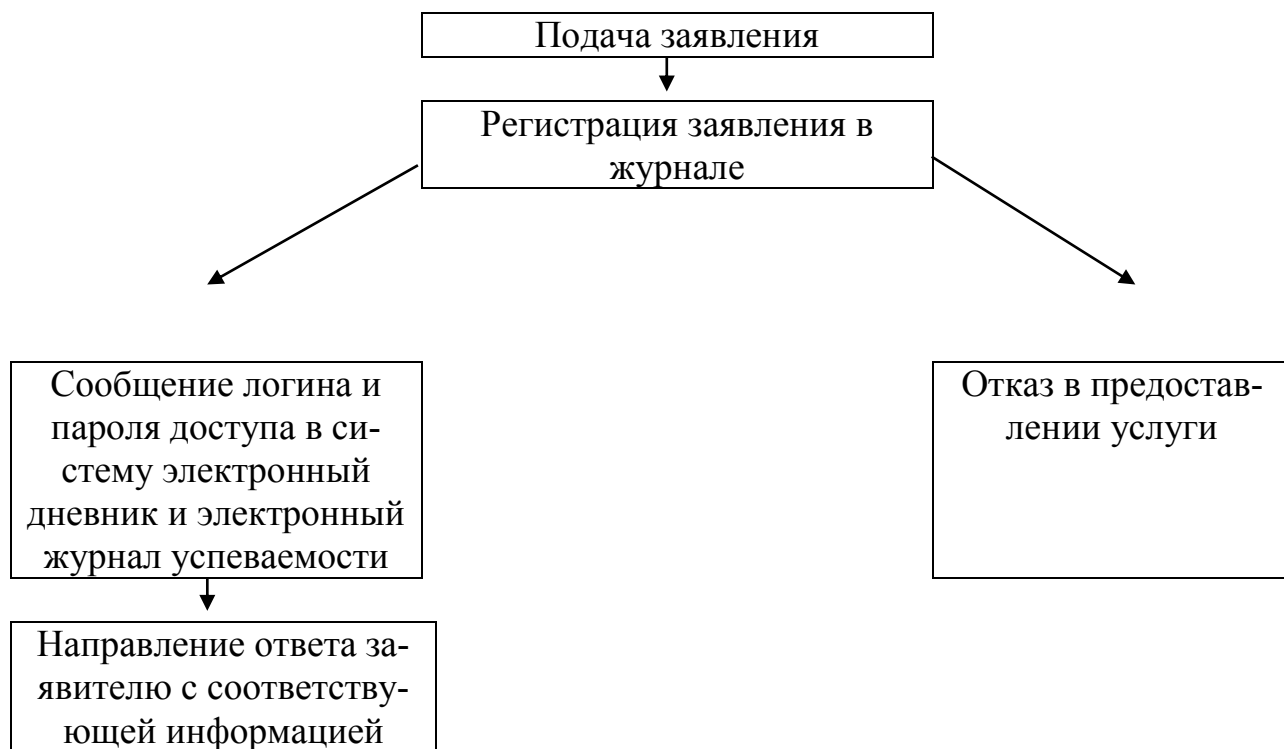 Подача заявления
Регистрация заявления в
журнале
Сообщение логина и
пароля доступа в си-
стему электронный
дневник и электронный
журнал успеваемости
Отказ в предостав-
лении услуги
Направление ответа за-
явителю с соответству-
ющей информацией